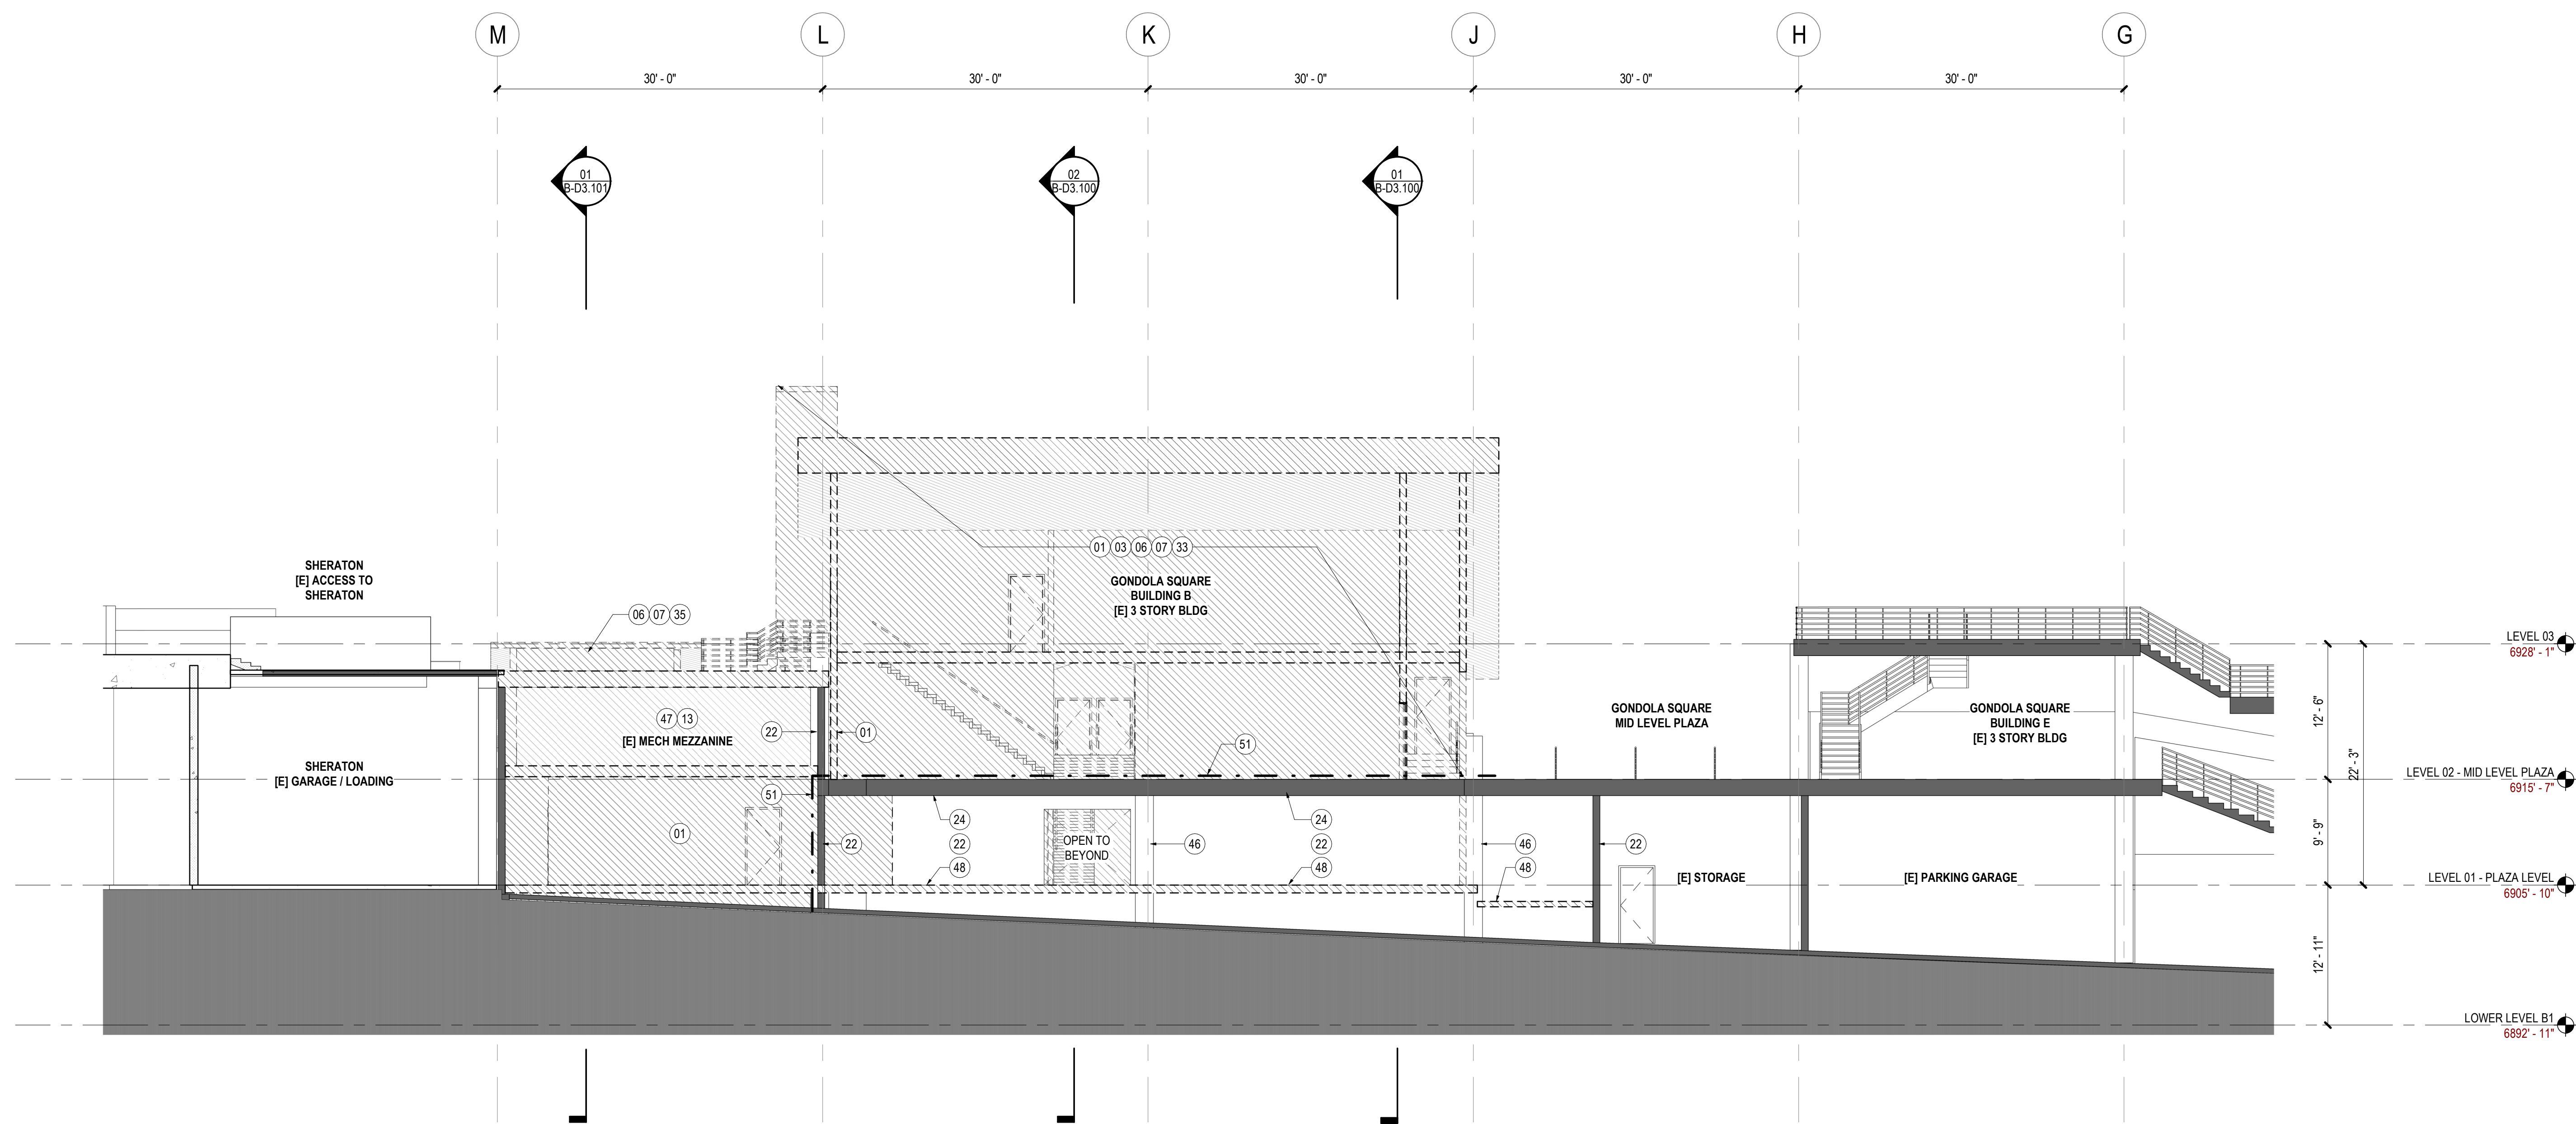 M
L
K
J
H
G
30' - 0"
30' - 0"
30' - 0"
30' - 0"
30' - 0"
01
B-D3.101
02
B-D3.100
01
B-D3.100
01 03 06 07 33
GONDOLA SQUARE
BUILDING B
[E] 3 STORY BLDG
SHERATON
[E] ACCESS TO
SHERATON
06 07 35
LEVEL 03
6928' - 1"
47 13
[E] MECH MEZZANINE
22
01
51
GONDOLA SQUARE
MID LEVEL PLAZA
GONDOLA SQUARE
BUILDING E
[E] 3 STORY BLDG
12' - 6"
22' - 3"
SHERATON
[E] GARAGE / LOADING
LEVEL 02 - MID LEVEL PLAZA
6915' - 7"
51
01
22
24
22
48
OPEN TO
BEYOND
46
24
22
48
46
48
22
[E] STORAGE
[E] PARKING GARAGE
9' - 9"
LEVEL 01 - PLAZA LEVEL
6905' - 10"
12' - 11"
LOWER LEVEL B1
6892' - 11"